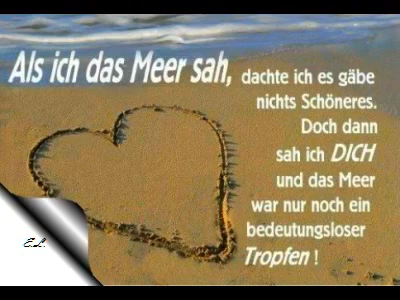 Als ich das Meer sah, dachte ich es gäbe
nichts Schöneres.
Doch dann
sah ich DICH
und das Meer
war nur noch ein
bedeutungsloser
Tropfen !
E.L.